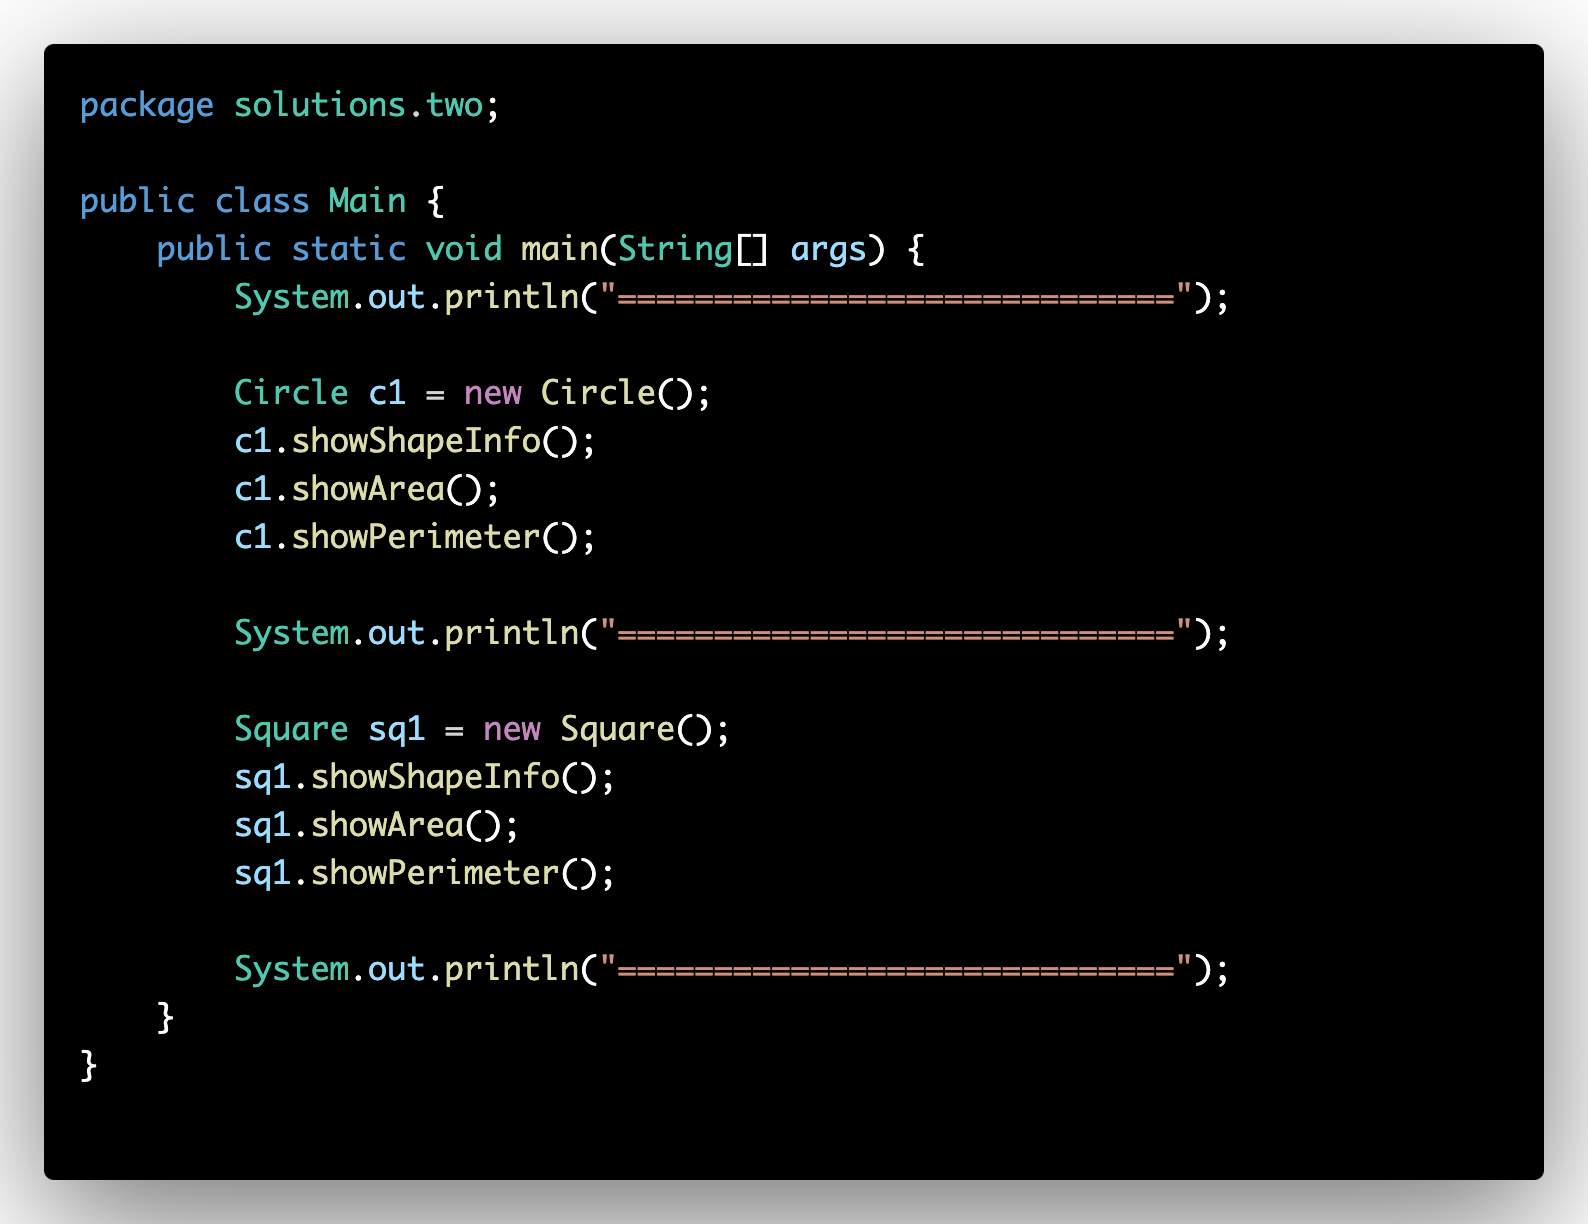 package solutions.two;

public class Main {
    public static void main(String[] args) {
        System.out.println("=============================");

        Circle c1 = new Circle();
        c1.showShapeInfo();
        c1.showArea();
        c1.showPerimeter();

        System.out.println("=============================");

        Square sq1 = new Square();
        sq1.showShapeInfo();
        sq1.showArea();
        sq1.showPerimeter();

        System.out.println("=============================");
    }
}